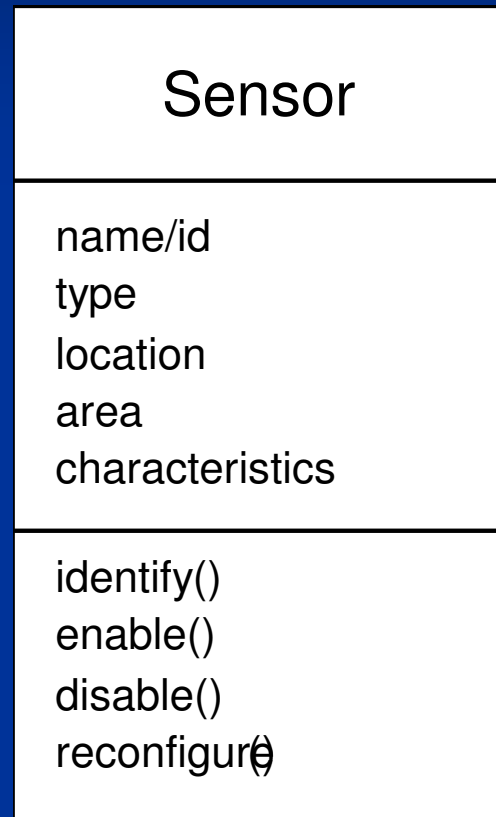 Sensor
name/id
type
location
area
characteristics
identify()
enable()
disable()
reconfigure()